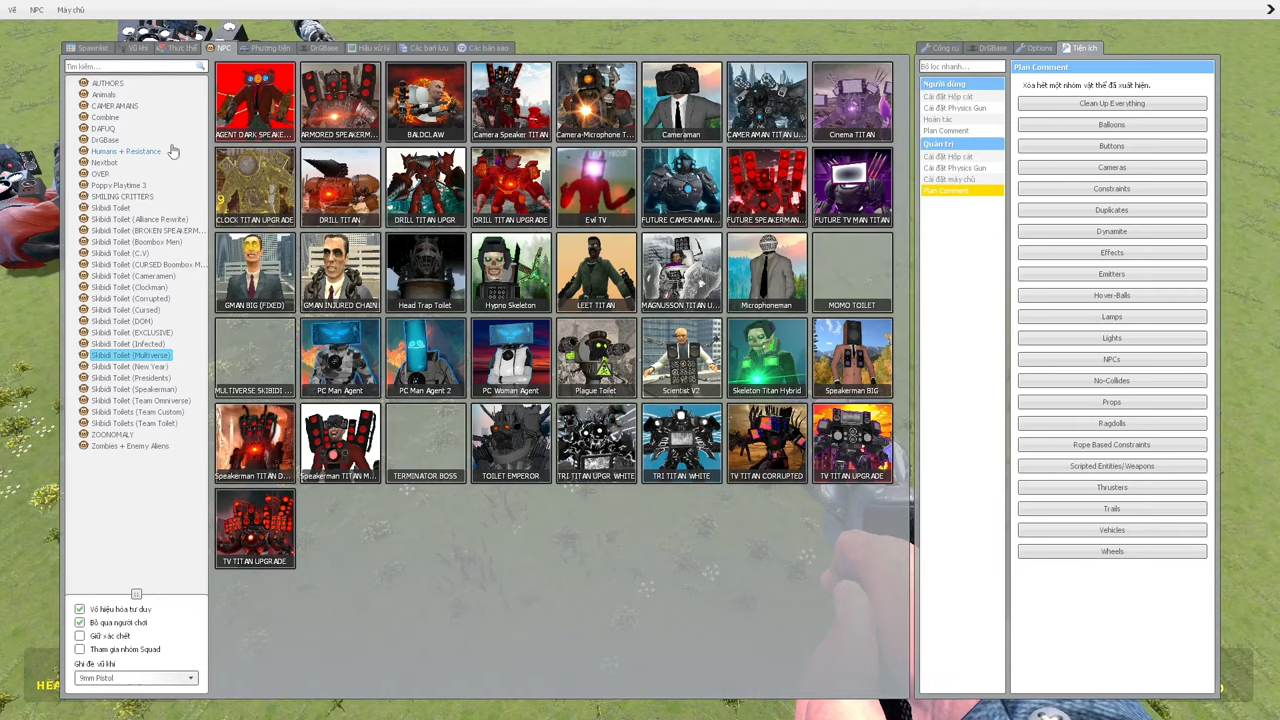 Vẽ NPC Máy chủ
Spawnlist Vũ khí Thực thể NPC Phương tiện DrGBase Hậu xử lý Các bạn lưu Các bản sao
Công cụ DrGBase Options Tiện ích
Tìm kiếm...
AUTHORS
Animals
CAMERAMANS
Combine
DAFUQ
DrGBase
Humans + Resistance
Nextbot
OVER
Poppy Playtime 3
SMILING CRITTERS
Skibidi Toilet
Skibidi Toilet (Alliance Rewrite)
Skibidi Toilet (BROKEN SPEAKERM...
Skibidi Toilet (Boombox Men)
Skibidi Toilet (C.V)
Skibidi Toilet (CURSED Boombox M...
Skibidi Toilet (Cameramen)
Skibidi Toilet (Clockman)
Skibidi Toilet (Corrupted)
Skibidi Toilet (Cursed)
Skibidi Toilet (DOM)
Skibidi Toilet (EXCLUSIVE)
Skibidi Toilet (Infected)
Skibidi Toilet (Multiverse)
Skibidi Toilet (New Year)
Skibidi Toilet (Presidents)
Skibidi Toilet (Speakerman)
Skibidi Toilet (Team Omniverse)
Skibidi Toilets (Team Custom)
Skibidi Toilet (Team Toilet)
ZOONOMALY
Zombies + Enemy Aliens
Vô hiệu hóa tư duy
Bỏ qua người chơi
Giữ xác chết
Tham gia nhóm Squad
Ghi đè vũ khí
9mm Pistol
AGENT DARK SPEAKE... ARMORED SPEAKERM... BALDCLAW Camera Speaker TITAN Camera-Microphone T... Cameraman CAMERAMAN TITAN U... Cinema TITAN
CLOCK TITAN UPGRADE DRILL TITAN DRILL TITAN UPGR DRILL TITAN UPGRADE Evil TV FUTURE CAMERAMAN... FUTURE SPEAKERMAN... FUTURE TV MAN TITAN
GMAN BIG (FIXED) GMAN INJURED CHAIN Head Trap Toilet Hypno Skeleton LEET TITAN MAGNUSSON TITAN U... Microphoneman MOMO TOILET
MULTIVERSE SKIBIDI ... PC Man Agent PC Man Agent 2 PC Woman Agent Plague Toilet Scientist V2 Skeleton Titan Hybrid Speakerman BIG
Speakerman TITAN D... Speakerman TITAN M... TERMINATOR BOSS TOILET EMPEROR TRI TITAN UPGR WHITE TRI TITAN WHITE TV TITAN CORRUPTED TV TITAN UPGRADE
TV TITAN UPGRADE
Bộ lọc nhanh...
Người dùng
Cài đặt Hộp cát
Cài đặt Physics Gun
Hoàn tác
Plan Comment
Quản trị
Cài đặt Hộp cát
Cài đặt Physics Gun
Cài đặt máy chủ
Plan Comment
Plan Comment
Xóa hết một nhóm vật thể đã xuất hiện.
Clean Up Everything
Balloons
Buttons
Cameras
Constraints
Duplicates
Dynamite
Effects
Emitters
Hover-Balls
Lamps
Lights
NPCs
No-Collides
Props
Ragdolls
Rope Based Constraints
Scripted Entities/Weapons
Thrusters
Trails
Vehicles
Wheels